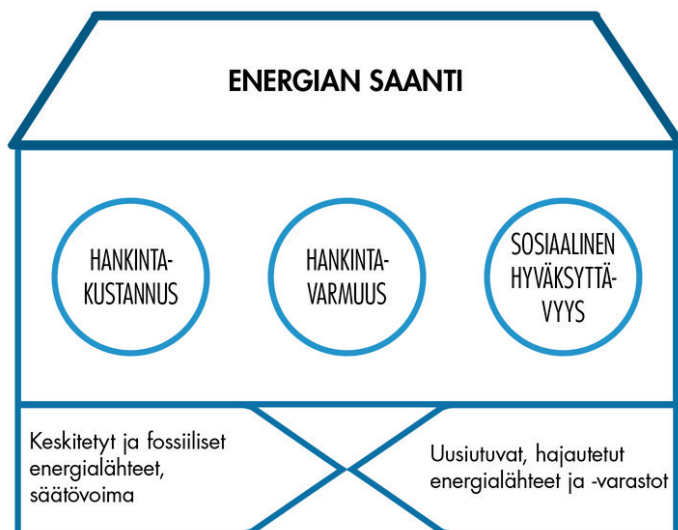 ENERGIAN SAANTI
HANKINTA-
KUSTANNUS
HANKINTA-
VARMUUS
SOSIAALINEN
HYVÄKSYTTÄ-
VYYS
Keskitetyt ja fossiiliset
energialähteet,
säätövoima
Uusiutuvat, hajautetut
energialähteet ja -varastot